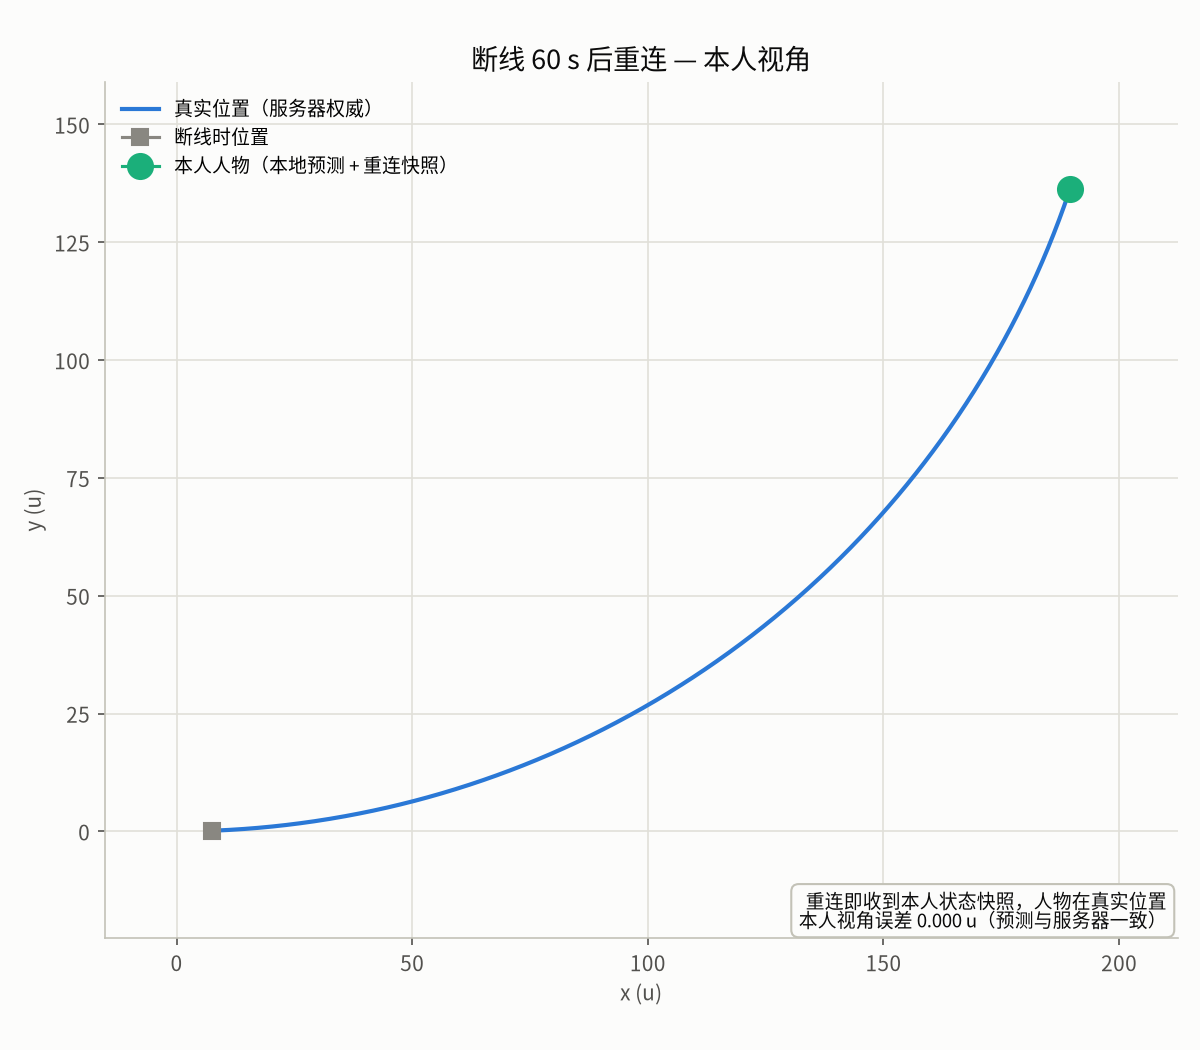 断线 60 s 后重连 — 本人视角
真实位置（服务器权威）
断线时位置
本人人物（本地预测 + 重连快照）
150
125
100
75
50
25
0
y (u)
重连即收到本人状态快照，人物在真实位置
本人视角误差 0.000 u（预测与服务器一致）
0
50
100
150
200
x (u)